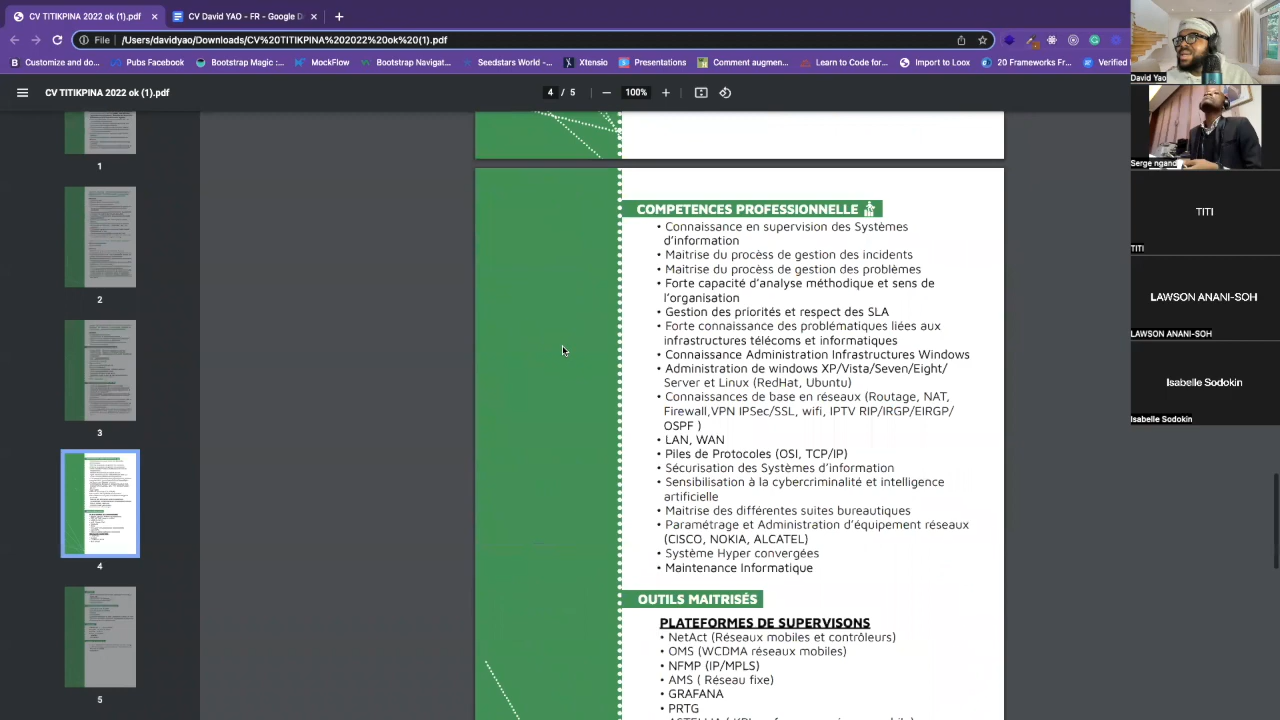 CV TITIKPINA 2022 ok (1).pdf
CV David YAO - FR - Google D
File
/Users/davidyao/Downloads/CV%20TITIKPINA%202022%20ok%20(1).pdf
Customize and do...
Pubs Facebook
Bootstrap Magic :...
MockFlow
Bootstrap Navigat...
Seedstars World -...
Xtensio
Presentations
Comment augmen...
Learn to Code for...
Import to Loox
20 Frameworks Fr...
Verified
CV TITIKPINA 2022 ok (1).pdf
4 / 5
100%
1
2
3
4
5
COMPETENCES PROFESSIONNELLE
• Connaissance en supervision des Systèmes
d'information
• Maitrise du procèss de gestion des incidents
• Maitrise du procèss de gestion des problèmes
• Forte capacité d'analyse méthodique et sens de
l'organisation
• Gestion des priorités et respect des SLA
• Forte connaissance des problématiques liées aux
infrastructures télécoms et informatiques
• Connaissance Administration Infrastructures Windows
• Administration de windows XP/Vista/Seven/Eight/
Server et Linux (RedHat, Ubuntu)
• Connaissances de base en réseaux (Routage, NAT,
Firewall,VPN IPSec/SSL, wifi, IPTV RIP/IRGP/EIRGP/
OSPF )
• LAN, WAN
• Piles de Protocoles (OSI, TCP/IP)
• Sécurisation des Systèmes d'information
• Sensibilisation à la cybercriminalité et intelligence
artificielle
• Maitrise des différentes suites bureautiques
• Paramétrage et Administration d'équipement réseaux
(CISCO, NOKIA, ALCATEL)
• Système Hyper convergées
• Maintenance Informatique
OUTILS MAITRISÉS
PLATEFORMES DE SUPERVISONS
• NetAct (Réseaux mobiles et contrôleurs)
• OMS (WCDMA réseaux mobiles)
• NFMP (IP/MPLS)
• AMS ( Réseau fixe)
• GRAFANA
• PRTG
David Yao
Serge ngand
TITI
TITI
LAWSON ANANI-SOH
LAWSON ANANI-SOH
Isabelle Sodokin
Isabelle Sodokin